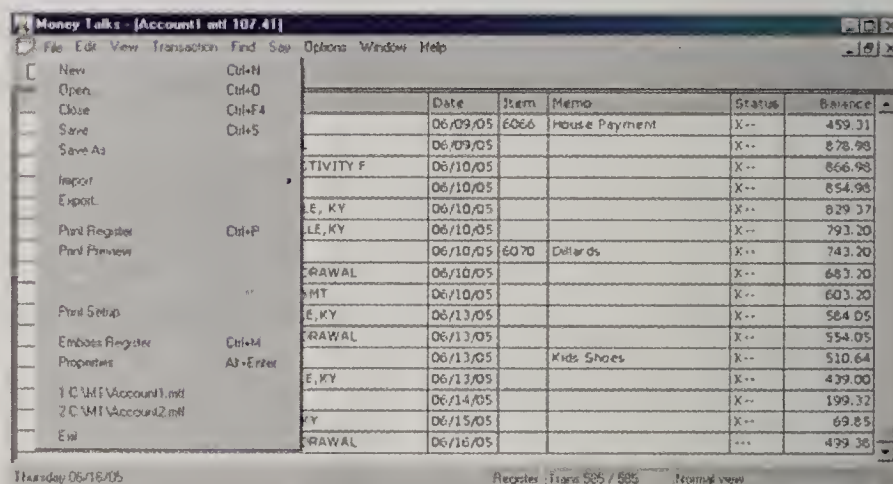 Money Talks - [Account1 mtf 107.41]
File Edit View Transaction Find Say Options Window Help
New Ctrl+N
Open Ctrl+O
Close Ctrl+F4
Save Ctrl+S
Save As
Import
Export
Print Register Ctrl+P
Print Preview
Print Setup
Emboss Register Ctrl+M
Properties Alt+Enter
1 C:\MT\Account1.mtf
2 C:\MT\Account2.mtf
Exit
Date Item Memo Status Balance
06/09/05 6066 House Payment X-- 459.31
06/09/05 X-- 878.98
CTIVITY F 06/10/05 X-- 866.98
06/10/05 X-- 854.98
LE, KY 06/10/05 X-- 829 37
LLE,KY 06/10/05 X-- 793.20
06/10/05 6070 Dillards X-- 743.20
DRAWAL 06/10/05 X-- 683.20
MT 06/10/05 X-- 603.20
E,KY 06/13/05 X-- 584 05
DRAWAL 06/13/05 X-- 554.05
06/13/05 Kids Shoes X-- 510.64
E,KY 06/13/05 X-- 439.00
06/14/05 X-- 199.32
KY 06/15/05 X-- 69.85
DRAWAL 06/16/05 --- 499.38
Thursday 06/16/05 Register Trans 585 / 585 Normal view